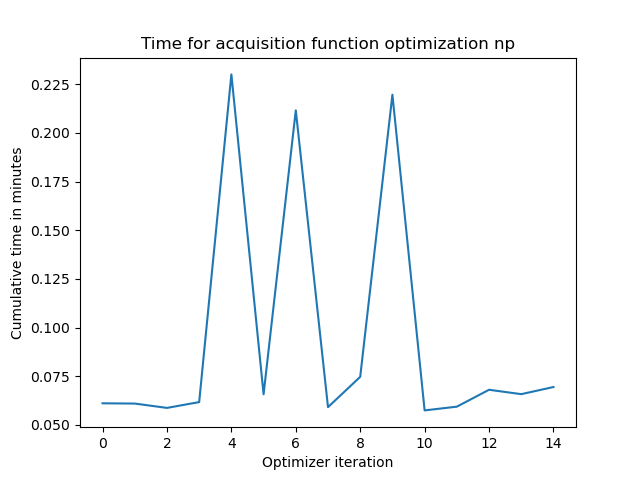 Time for acquisition function optimization np
Cumulative time in minutes
0.225
0.200
0.175
0.150
0.125
0.100
0.075
0.050
0 2 4 6 8 10 12 14
Optimizer iteration